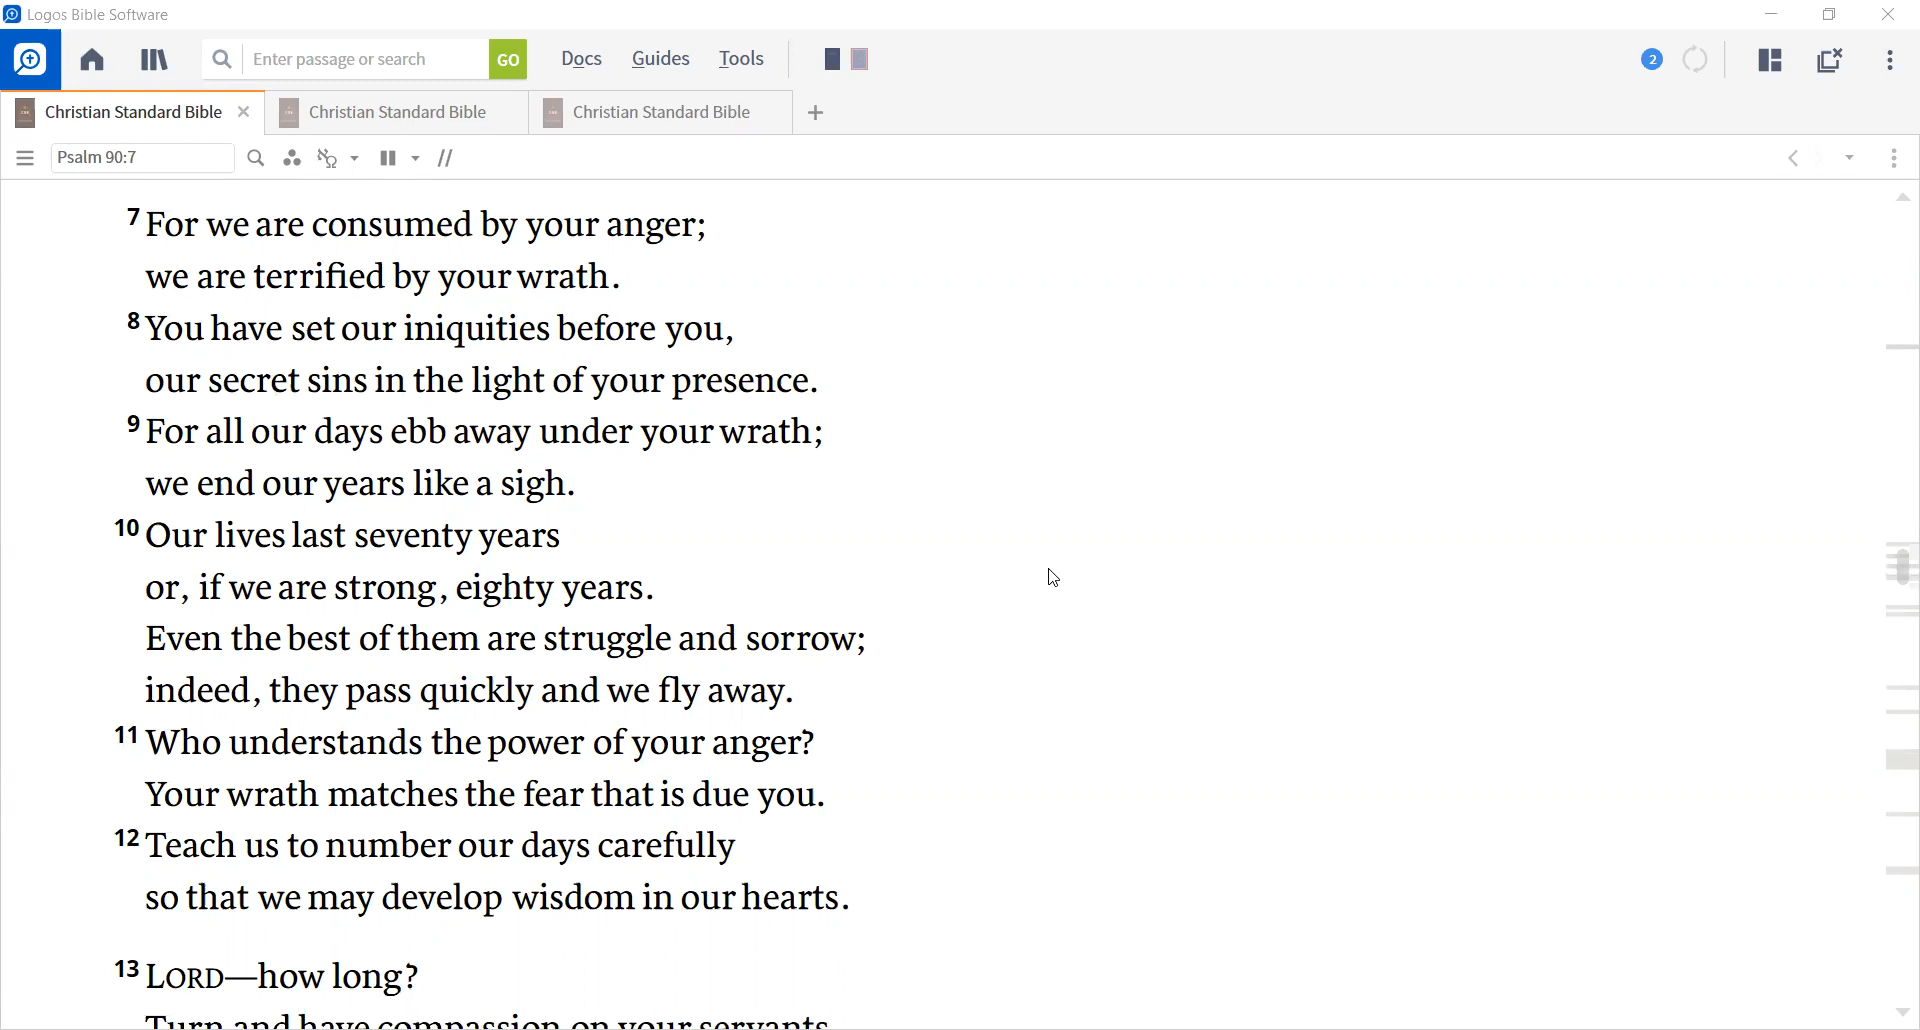 Logos Bible Software
Enter passage or search GO Docs Guides Tools 2
Christian Standard Bible Christian Standard Bible Christian Standard Bible
Psalm 90:7
7 For we are consumed by your anger;
we are terrified by your wrath.
8 You have set our iniquities before you,
our secret sins in the light of your presence.
9 For all our days ebb away under your wrath;
we end our years like a sigh.
10 Our lives last seventy years
or, if we are strong, eighty years.
Even the best of them are struggle and sorrow;
indeed, they pass quickly and we fly away.
11 Who understands the power of your anger?
Your wrath matches the fear that is due you.
12 Teach us to number our days carefully
so that we may develop wisdom in our hearts.
13 LORD—how long?
Turn and have compassion on your servants